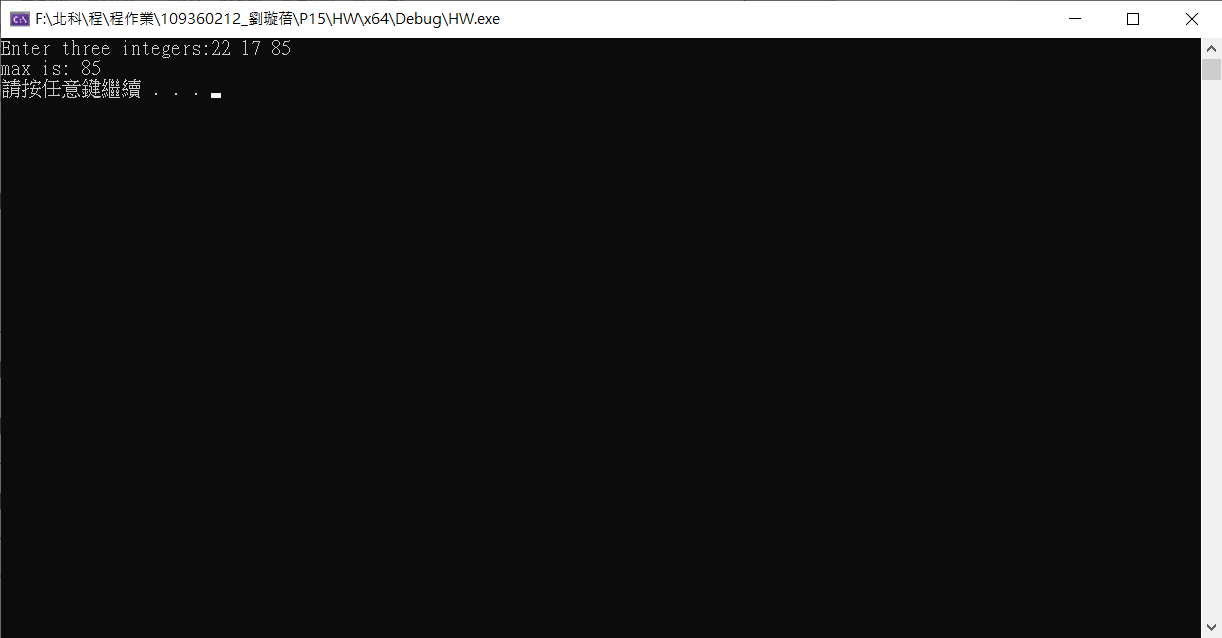 F:\北科\程\程作業\109360212_劉璇蓓\P15\HW\x64\Debug\HW.exe
Enter three integers:22 17 85
max is: 85
請按任意鍵繼續 . . .